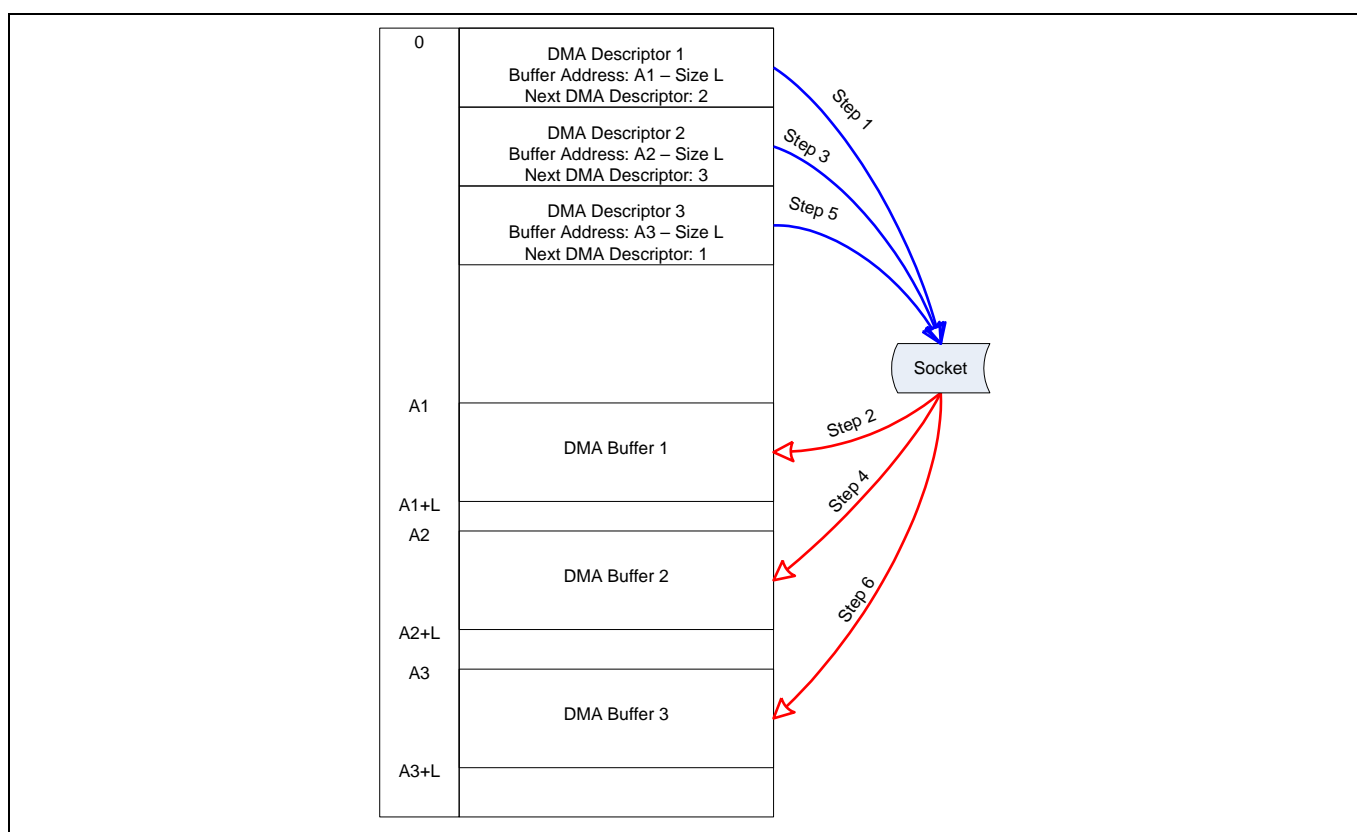 0
DMA Descriptor 1
Buffer Address: A1 – Size L
Next DMA Descriptor: 2
DMA Descriptor 2
Buffer Address: A2 – Size L
Next DMA Descriptor: 3
DMA Descriptor 3
Buffer Address: A3 – Size L
Next DMA Descriptor: 1
Step 1
Step 3
Step 5
Socket
A1
DMA Buffer 1
Step 2
A1+L
A2
DMA Buffer 2
Step 4
A2+L
Step 6
A3
DMA Buffer 3
A3+L